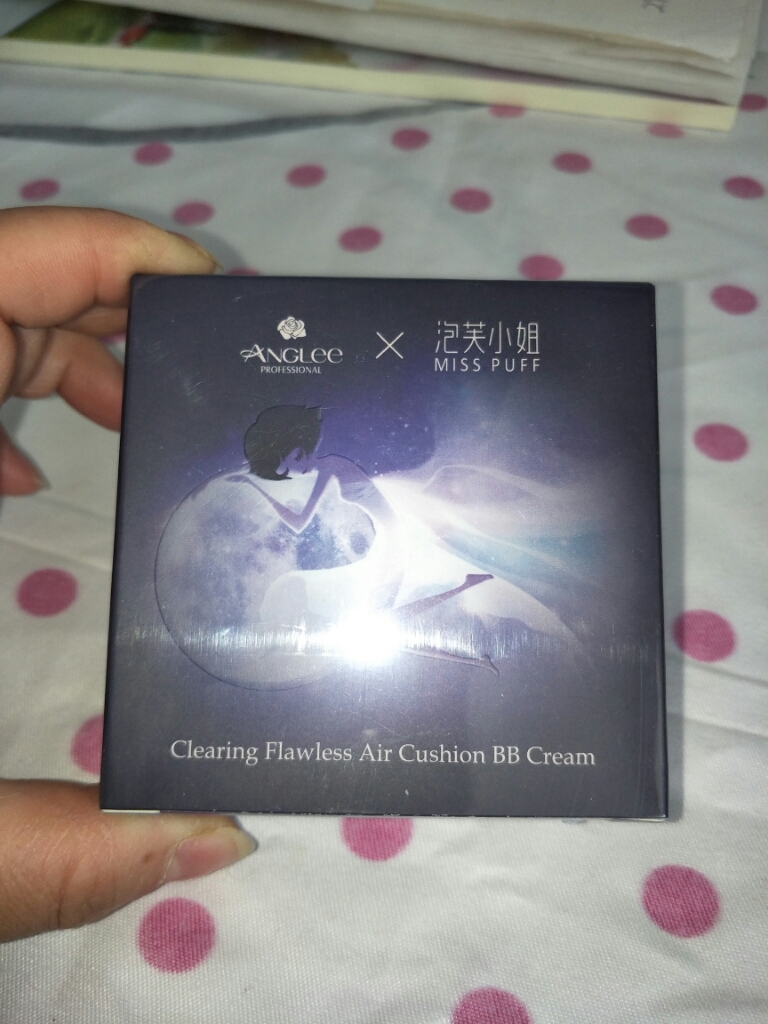 ANGLEE
PROFESSIONAL
×
泡芙小姐
MISS PUFF
Clearing Flawless Air Cushion BB Cream